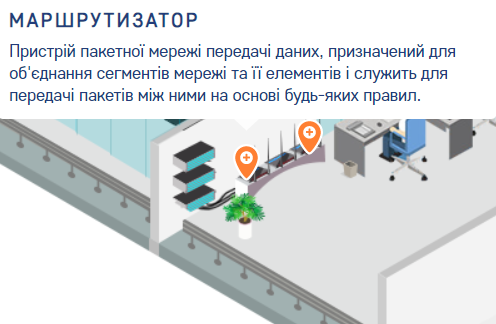 МАРШРУТИЗАТОР
Пристрій пакетної мережі передачі даних, призначений для
об'єднання сегментів мережі та її елементів і служить для
передачі пакетів між ними на основі будь-яких правил.